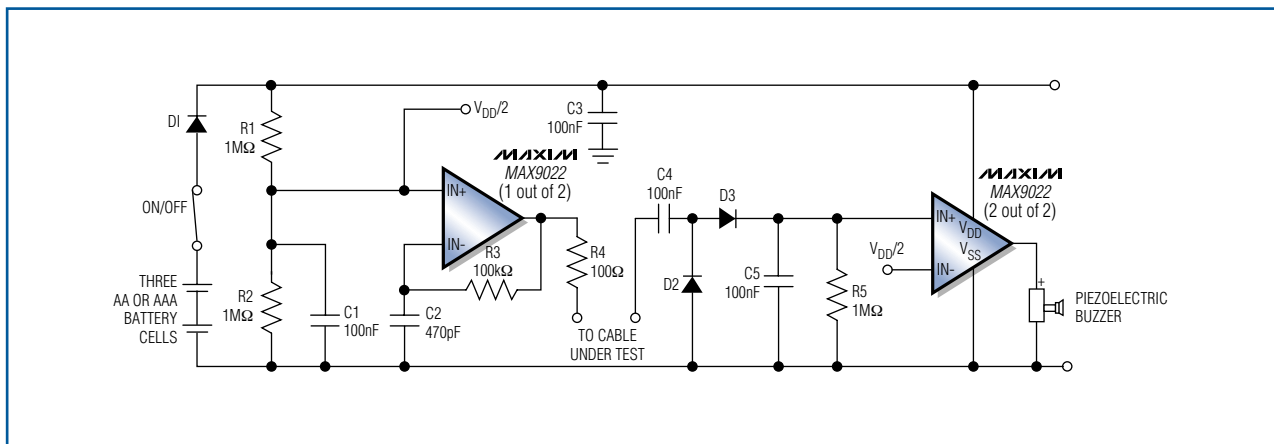 DI
ON/OFF
THREE
AA OR AAA
BATTERY
CELLS
R1
1MΩ
R2
1MΩ
C1
100nF
VDD/2
MAXIM
MAX9022
(1 out of 2)
IN+
IN-
R3
100kΩ
C2
470pF
R4
100Ω
TO CABLE
UNDER TEST
C3
100nF
C4
100nF
D3
D2
C5
100nF
R5
1MΩ
MAXIM
MAX9022
(2 out of 2)
IN+
VDD
VSS
VDD/2
IN-
+
PIEZOELECTRIC
BUZZER